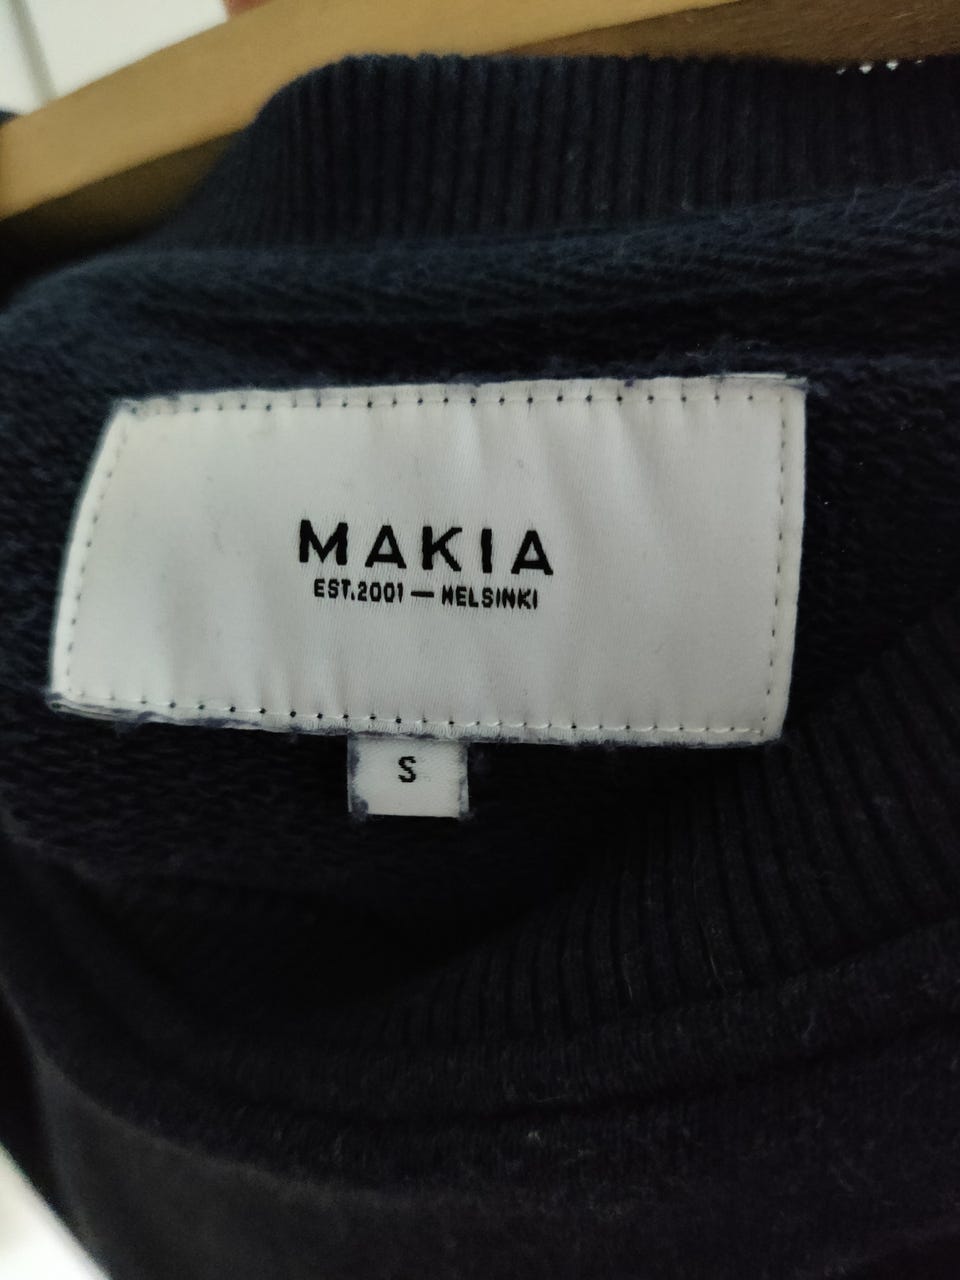 MAKIA
EST.2001 — HELSINKI
S